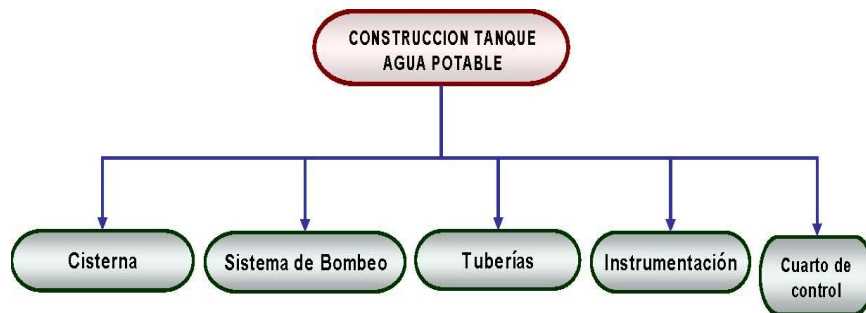 CONSTRUCCION TANQUE
AGUA POTABLE
Cisterna
Sistema de Bombeo
Tuberías
Instrumentación
Cuarto de
control